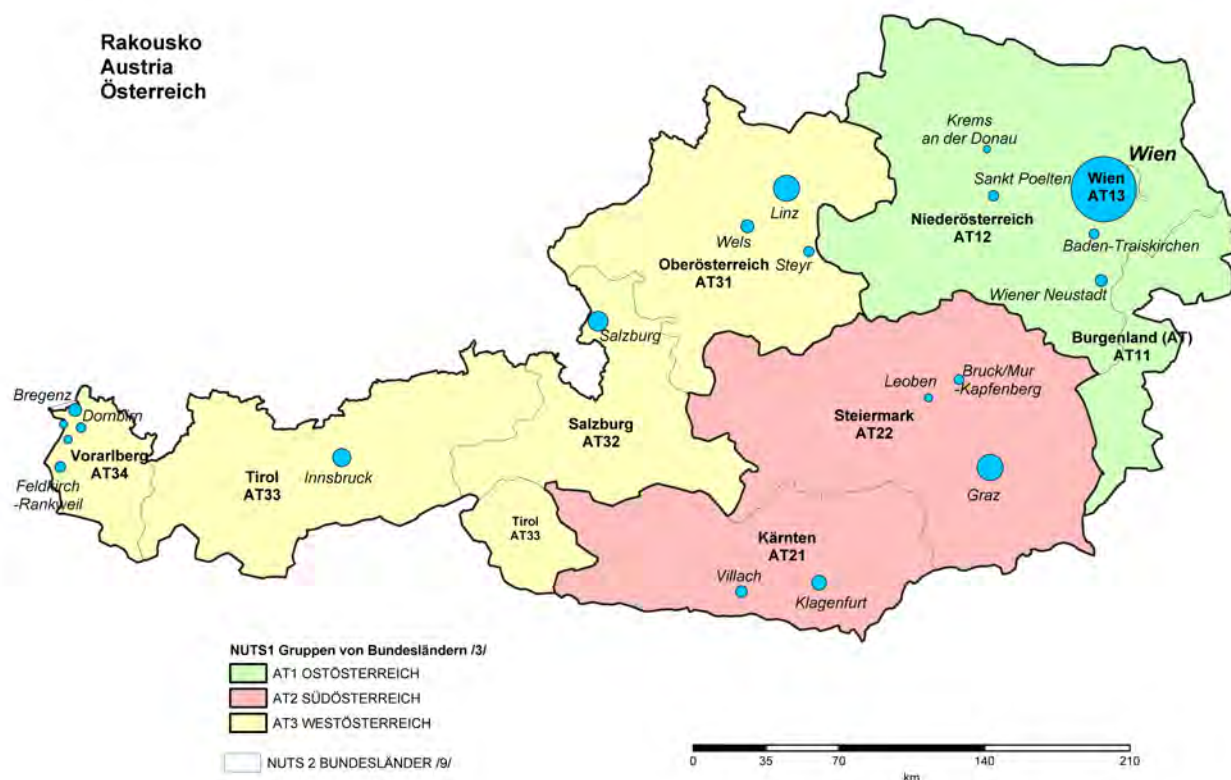 Rakousko
Austria
Österreich
Krems
an der Donau
Wien
Sankt Poelten
Wien
AT13
Linz
Niederösterreich
AT12
Wels
Baden-Traiskirchen
Steyr
Oberösterreich
AT31
Wiener Neustadt
Salzburg
Burgenland (AT)
AT11
Bruck/Mur
-Kapfenberg
Leoben
Bregenz
Dornbirn
Steiermark
AT22
Salzburg
AT32
Vorarlberg
AT34
Tirol
AT33
Innsbruck
Feldkirch
-Rankweil
Graz
Tirol
AT33
Kärnten
AT21
Villach
Klagenfurt
NUTS1 Gruppen von Bundesländern /3/
AT1 OSTÖSTERREICH
AT2 SÜDÖSTERREICH
AT3 WESTÖSTERREICH
NUTS 2 BUNDESLÄNDER /9/
0 35 70 140 210
km